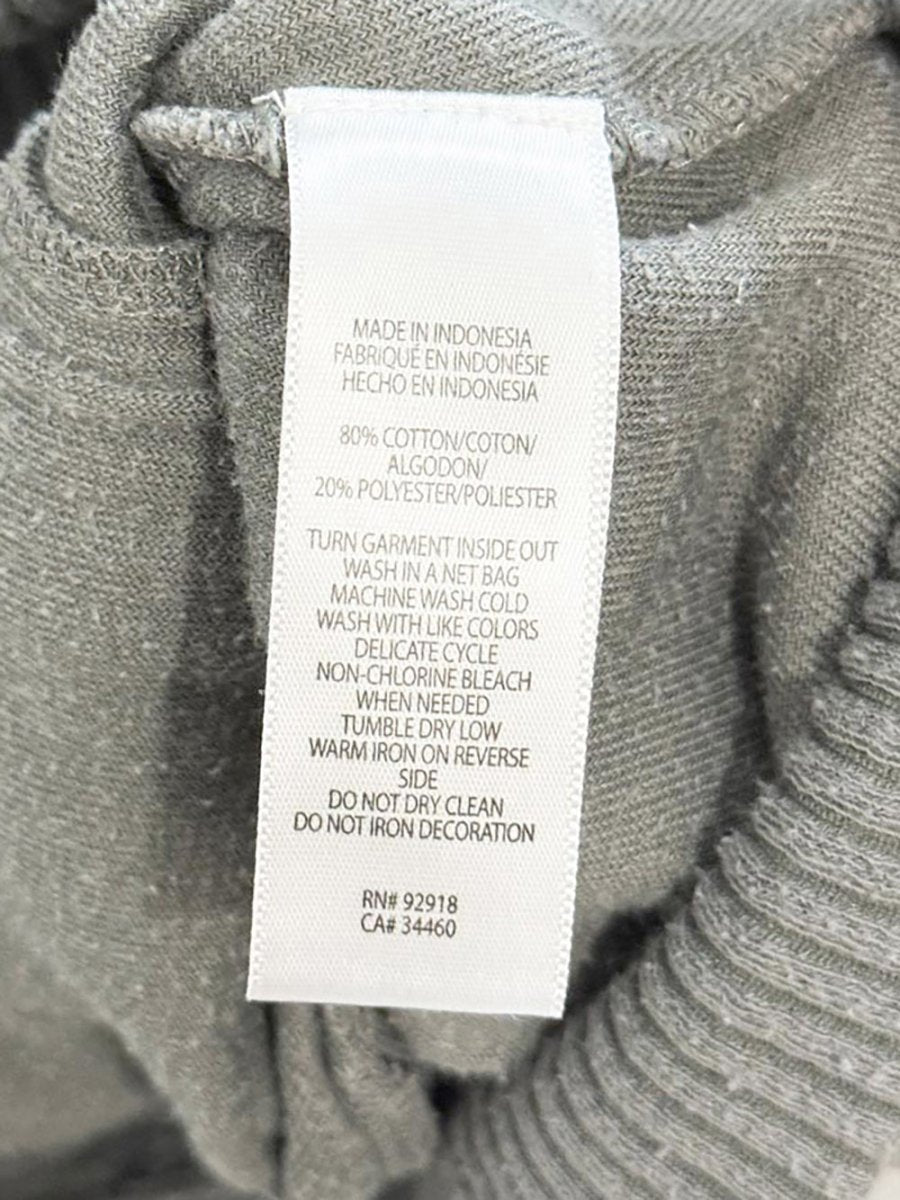 MADE IN INDONESIA
FABRIQUÉ EN INDONÉSIE
HECHO EN INDONESIA
80% COTTON/COTON/
ALGODON/
20% POLYESTER/POLIESTER
TURN GARMENT INSIDE OUT
WASH IN A NET BAG
MACHINE WASH COLD
WASH WITH LIKE COLORS
DELICATE CYCLE
NON-CHLORINE BLEACH
WHEN NEEDED
TUMBLE DRY LOW
WARM IRON ON REVERSE
SIDE
DO NOT DRY CLEAN
DO NOT IRON DECORATION
RN# 92918
CA# 34460